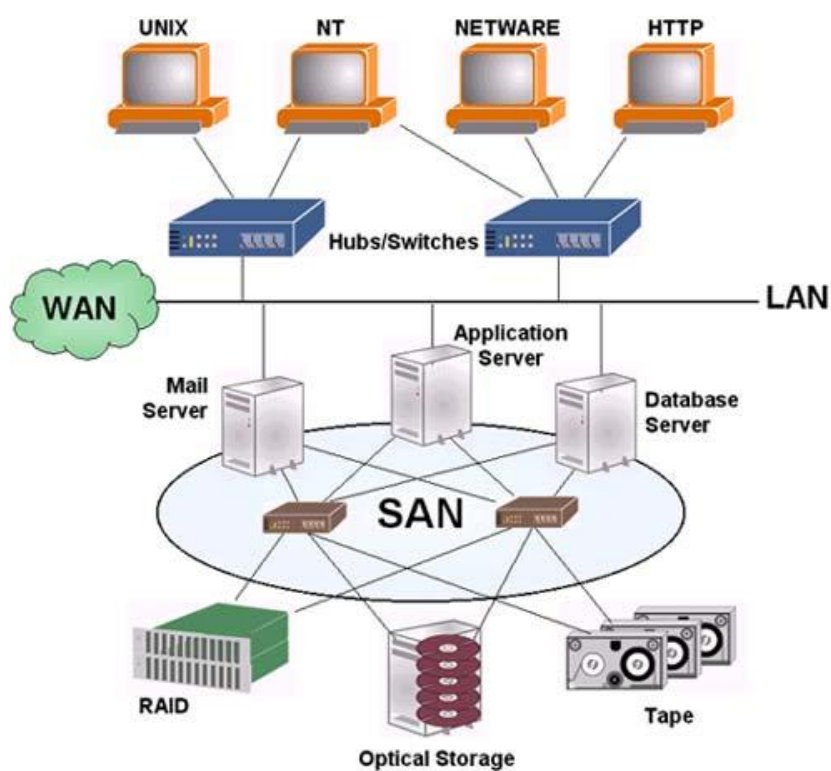 UNIX
NT
NETWARE
HTTP
Hubs/Switches
WAN
LAN
Application
Server
Mail
Server
Database
Server
SAN
RAID
Optical Storage
Tape